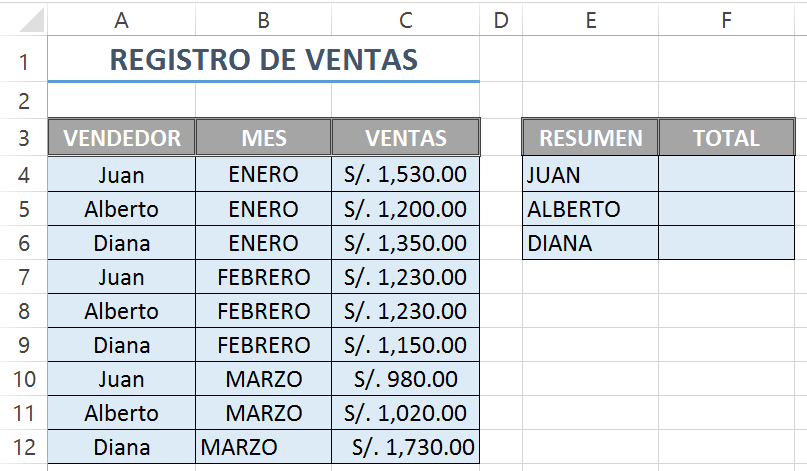 A B C D E F
1 REGISTRO DE VENTAS
2
3 VENDEDOR MES VENTAS RESUMEN TOTAL
4 Juan ENERO S/. 1,530.00 JUAN
5 Alberto ENERO S/. 1,200.00 ALBERTO
6 Diana ENERO S/. 1,350.00 DIANA
7 Juan FEBRERO S/. 1,230.00
8 Alberto FEBRERO S/. 1,230.00
9 Diana FEBRERO S/. 1,150.00
10 Juan MARZO S/. 980.00
11 Alberto MARZO S/. 1,020.00
12 Diana MARZO S/. 1,730.00